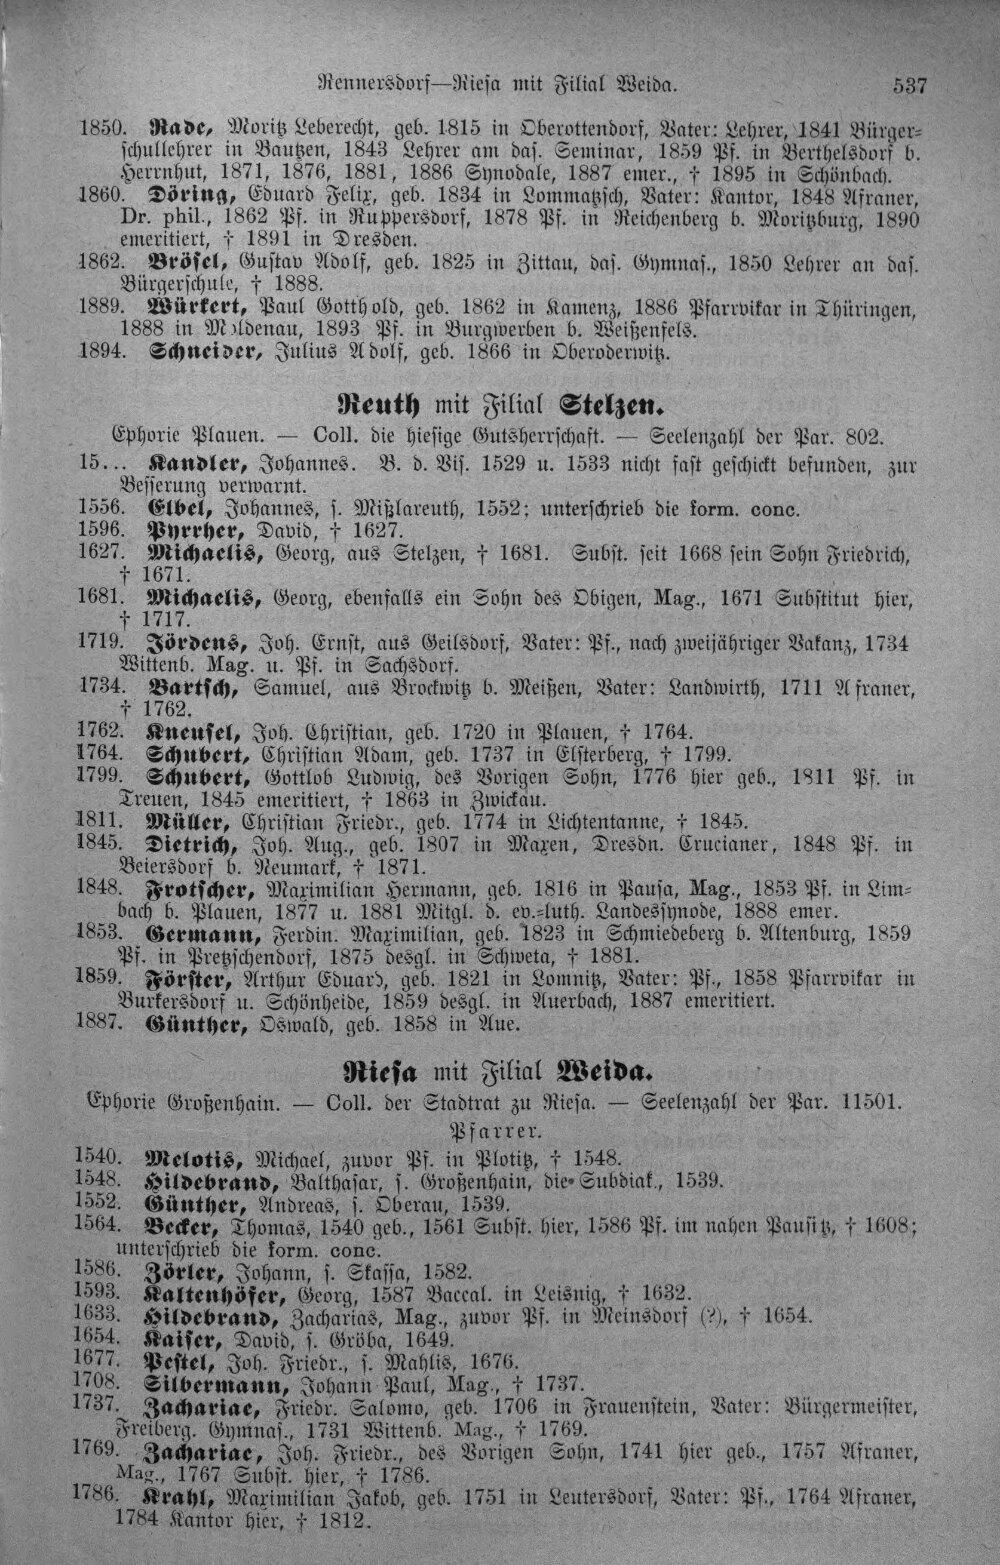 Rennersdorf—Riesa mit Filial Weida. 537
1850. Rade, Moritz Leberecht, geb. 1815 in Oberottendorf, Vater: Lehrer, 1841 Bürger-
schullehrer in Bautzen, 1843 Lehrer am das. Seminar, 1859 Pf. in Berthelsdorf b.
Herrnhut, 1871, 1876, 1881, 1886 Synodale, 1887 emer., † 1895 in Schönbach.
1860. Döring, Eduard Felix, geb. 1834 in Lommatzsch, Vater: Kantor, 1848 Afraner,
Dr. phil., 1862 Pf. in Ruppersdorf, 1878 Pf. in Reichenberg b. Moritzburg, 1890
emeritiert, † 1891 in Dresden.
1862. Brösel, Gustav Adolf, geb. 1825 in Zittau, das. Gymnas., 1850 Lehrer an das.
Bürgerschule, † 1888.
1889. Würkert, Paul Gotthold, geb. 1862 in Kamenz, 1886 Pfarrvikar in Thüringen,
1888 in Moldenau, 1893 Pf. in Burgwerben b. Weißenfels.
1894. Schneider, Julius Adolf, geb. 1866 in Oberoderwitz.
Reuth mit Filial Stelzen.
Ephorie Plauen. — Coll. die hiesige Gutsherrschaft. — Seelenzahl der Par. 802.
15... Kandler, Johannes. B. d. Vis. 1529 u. 1533 nicht fast geschickt befunden, zur
Besserung verwarnt.
1556. Elbel, Johannes, s. Mißlareuth, 1552; unterschrieb die form. conc.
1596. Pyrrher, David, † 1627.
1627. Michaelis, Georg, aus Stelzen, † 1681. Subst. seit 1668 sein Sohn Friedrich,
† 1671.
1681. Michaelis, Georg, ebenfalls ein Sohn des Obigen, Mag., 1671 Substitut hier,
† 1717.
1719. Jördens, Joh. Ernst, aus Geilsdorf, Vater: Pf., nach zweijähriger Vakanz, 1734
Wittenb. Mag. u. Pf. in Sachsdorf.
1734. Bartsch, Samuel, aus Brockwitz b. Meißen, Vater: Landwirth, 1711 Afraner,
† 1762.
1762. Kneusel, Joh. Christian, geb. 1720 in Plauen, † 1764.
1764. Schubert, Christian Adam, geb. 1737 in Elsterberg, † 1799.
1799. Schubert, Gottlob Ludwig, des Vorigen Sohn, 1776 hier geb., 1811 Pf. in
Treuen, 1845 emeritiert, † 1863 in Zwickau.
1811. Müller, Christian Friedr., geb. 1774 in Lichtentanne, † 1845.
1845. Dietrich, Joh. Aug., geb. 1807 in Maxen, Dresdn. Crucianer, 1848 Pf. in
Beiersdorf b. Neumark, † 1871.
1848. Frotscher, Maximilian Hermann, geb. 1816 in Pausa, Mag., 1853 Pf. in Lim-
bach b. Plauen, 1877 u. 1881 Mitgl. d. ev.-luth. Landessynode, 1888 emer.
1853. Germann, Ferdin. Maximilian, geb. 1823 in Schmiedeberg b. Altenburg, 1859
Pf. in Pretzschendorf, 1875 desgl. in Schweta, † 1881.
1859. Förster, Arthur Eduard, geb. 1821 in Lomnitz, Vater: Pf., 1858 Pfarrvikar in
Burkersdorf u. Schönheide, 1859 desgl. in Auerbach, 1887 emeritiert.
1887. Günther, Oswald, geb. 1858 in Aue.
Riesa mit Filial Weida.
Ephorie Großenhain. — Coll. der Stadtrat zu Riesa. — Seelenzahl der Par. 11501.
Pfarrer.
1540. Melotis, Michael, zuvor Pf. in Plotitz, † 1548.
1548. Hildebrand, Balthasar, s. Großenhain, die Subdiak., 1539.
1552. Günther, Andreas, s. Oberau, 1539.
1564. Becker, Thomas, 1540 geb., 1561 Subst. hier, 1586 Pf. im nahen Pausitz, † 1608;
unterschrieb die form. conc.
1586. Zörler, Johann, s. Skassa, 1582.
1593. Kaltenhöfer, Georg, 1587 Baccal. in Leisnig, † 1632.
1633. Hildebrand, Zacharias, Mag., zuvor Pf. in Meinsdorf (?), † 1654.
1654. Kaiser, David, s. Gröba, 1649.
1677. Pestel, Joh. Friedr., s. Mahlis, 1676.
1708. Silbermann, Johann Paul, Mag., † 1737.
1737. Zachariae, Friedr. Salomo, geb. 1706 in Frauenstein, Vater: Bürgermeister,
Freiberg. Gymnas., 1731 Wittenb. Mag., † 1769.
1769. Zachariae, Joh. Friedr., des Vorigen Sohn, 1741 hier geb., 1757 Afraner,
Mag., 1767 Subst. hier, † 1786.
1786. Krahl, Maximilian Jakob, geb. 1751 in Leutersdorf, Vater: Pf., 1764 Afraner,
1784 Kantor hier, † 1812.